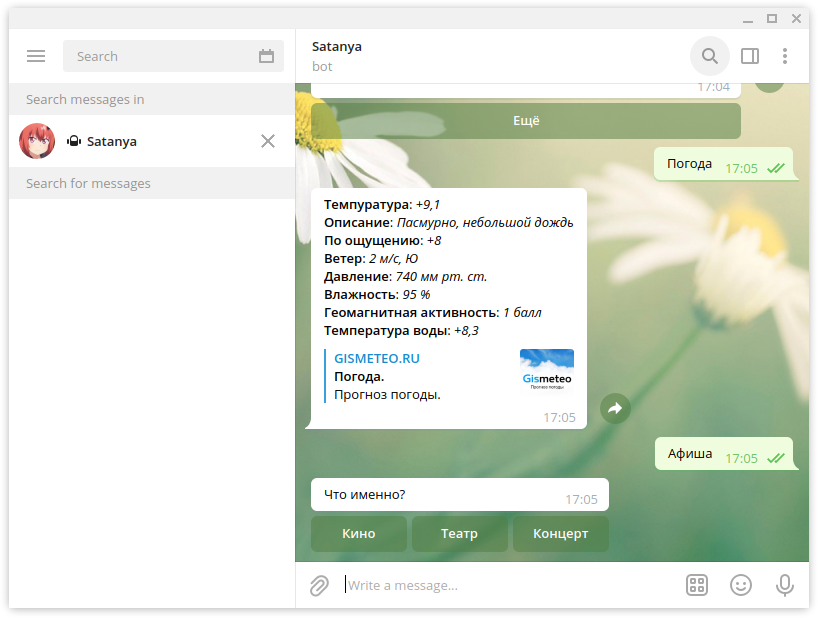 Search
Search messages in
Satanya
Search for messages
Satanya
bot
17:04
Ещё
Погода 17:05
Темпуратура: +9,1
Описание: Пасмурно, небольшой дождь
По ощущению: +8
Ветер: 2 м/с, Ю
Давление: 740 мм рт. ст.
Влажность: 95 %
Геомагнитная активность: 1 балл
Температура воды: +8,3
GISMETEO.RU
Погода.
Прогноз погоды.
Gismeteo
Прогноз погоды
17:05
Афиша 17:05
Что именно? 17:05
Кино Театр Концерт
Write a message...